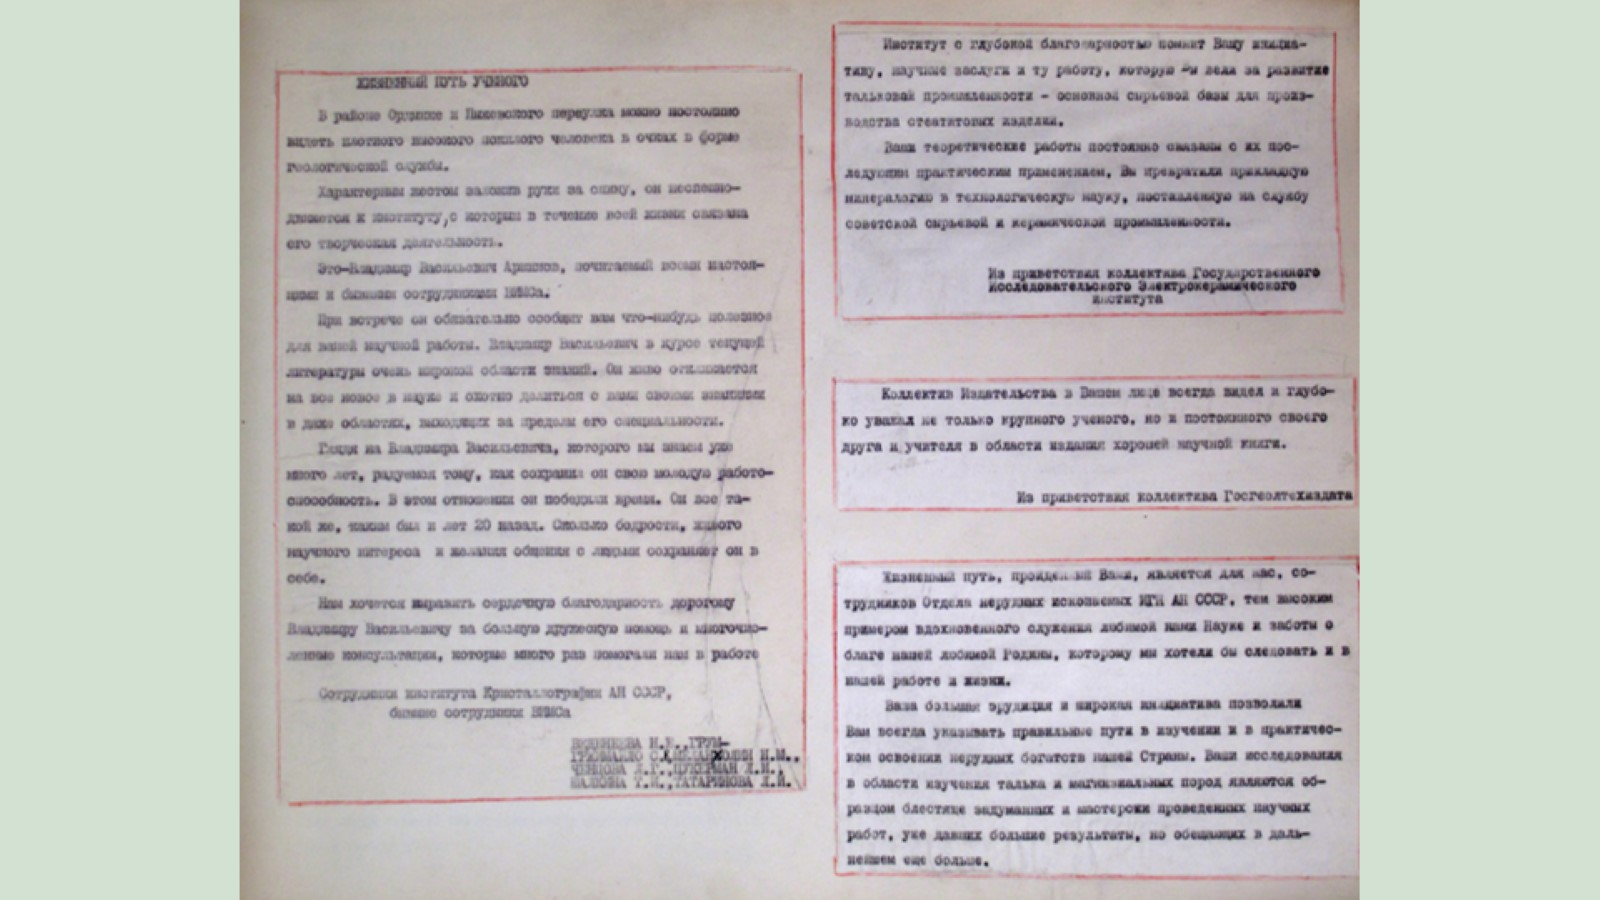 ЖИЗНЕННЫЙ ПУТЬ УЧЕНОГО
В районе Ордынки и Пыжевского переулка можно постоянно
видеть плотного высокого пожилого человека в очках в форме
геологической службы.
Характерным жестом заложив руки за спину, он неспешно-
движется к институту, с которым в течение всей жизни связана
его творческая деятельность.
Это-Владимир Васильевич Аршинов, почитаемый всеми настоя-
щими и бывшими сотрудниками ВИМСа.
При встрече он обязательно сообщит вам что-нибудь полезное
для вашей научной работы. Владимир Васильевич в курсе текущей
литературы очень широкой области знаний. Он живо откликается
на все новое в науке и охотно делиться с вами своими знаниями
в даже областях, выходящих за пределы его специальности.
Глядя на Владимира Васильевича, которого мы знаем уже
много лет, радуемся тому, как сохранил он свою молодую работо-
способность. В этом отношении он победил время. Он все та-
кой же, каким был и лет 20 назад. Сколько бодрости, живого
научного интереса и желания общения с людьми сохраняет он в
себе.
Нам хочется выразить сердечную благодарность дорогому
Владимиру Васильевичу за большую дружескую помощь и многочис-
ленные консультации, которые много раз помогали нам в работе
Сотрудники института Кристаллографии АН СССР,
бывшие сотрудники ВИМСа
Н.Е., ГРУМ-
ГРЖИМАЙЛО С.В., Н.М.,
ЧЕНЦОВА Л.Г., ЦУКЕРМАН Л.И.,
МАЛКИНА Т.И., ТАТАРИНОВА Л.И.
Институт с глубокой благодарностью помнит Вашу инициа-
тиву, научные заслуги и ту работу, которую Вы вели за развитие
тальковой промышленности - основной сырьевой базы для произ-
водства стеатитовых изделий.
Ваши теоретические работы постоянно связаны с их пос-
ледующим практическим применением, Вы превратили прикладную
минералогию в технологическую науку, поставленную на службу
советской сырьевой и керамической промышленности.
Из приветствия коллектива Государственного
Исследовательского Электрокерамического
института
Коллектив Издательства в Вашем лице всегда видел и глубо-
ко уважал не только крупного ученого, но и постоянного своего
друга и учителя в области издания хорошей научной книги.
Из приветствия коллектива Госгеолтехиздата
Жизненный путь, пройденный Вами, является для нас, со-
трудников Отдела нерудных ископаемых ИГН АН СССР, тем высоким
примером вдохновенного служения любимой нами Науке и заботы о
благе нашей любимой Родины, которому мы хотели бы следовать и в
нашей работе и жизни.
Ваша большая эрудиция и широкая инициатива позволили
Вам всегда указывать правильные пути в изучении и в практичес-
ком освоении нерудных богатств нашей Страны. Ваши исследования
в области изучения талька и магнезиальных пород являются об-
разцом блестяще задуманных и мастерски проведенных научных
работ, уже давших большие результаты, но обещающих в даль-
нейшем еще больше.